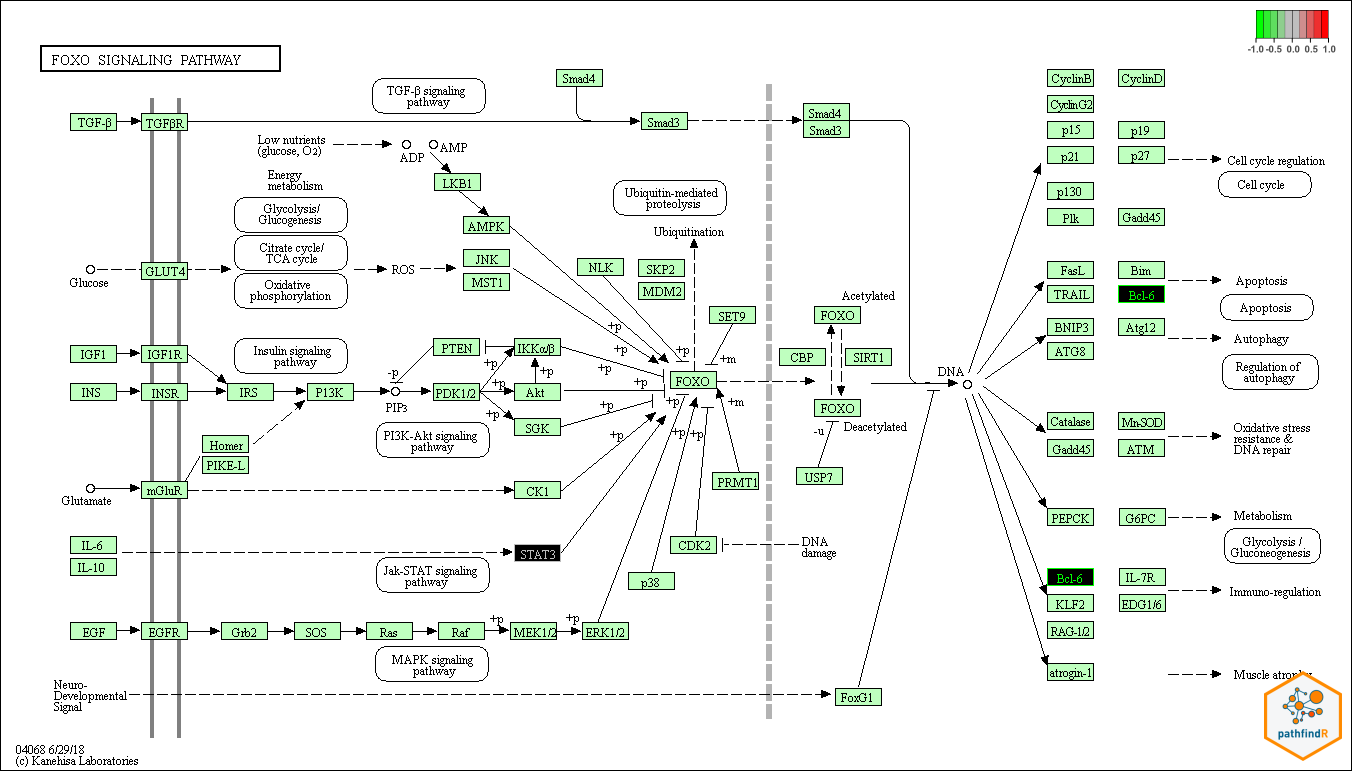 FOXO SIGNALING PATHWAY
-1.0 -0.5 0.0 0.5 1.0
TGF-β signaling
pathway
Smad4
TGF-β
TGFβR
Smad3
Smad4
Smad3
Low nutrients
(glucose, O2)
ADP
AMP
LKB1
AMPK
Energy
metabolism
Glycolysis/
Glucogenesis
Citrate cycle/
TCA cycle
Oxidative
phosphorylation
Glucose
GLUT4
ROS
JNK
MST1
NLK
Ubiquitin-mediated
proteolysis
Ubiquitination
SKP2
MDM2
SET9
+p
+p
+p
+m
IGF1
IGF1R
Insulin signaling
pathway
PTEN
IKKα/β
INS
INSR
IRS
P13K
-p
PIP3
PDK1/2
+p
+p
+p
+p
Akt
SGK
+p
+p
+p
+p
FOXO
+p
+p
+p
+m
PI3K-Akt signaling
pathway
Homer
PIKE-L
Glutamate
mGluR
CK1
PRMT1
IL-6
IL-10
STAT3
Jak-STAT signaling
pathway
CDK2
DNA
damage
p38
EGF
EGFR
Grb2
SOS
Ras
Raf
+p
MEK1/2
+p
ERK1/2
MAPK signaling
pathway
Neuro-
Developmental
Signal
FoxG1
Acetylated
FOXO
CBP
SIRT1
FOXO
Deacetylated
-u
USP7
DNA
CyclinB
CyclinD
CyclinG2
p15
p19
p21
p27
Cell cycle regulation
Cell cycle
p130
Plk
Gadd45
FasL
Bim
Apoptosis
TRAIL
Bcl-6
Apoptosis
BNIP3
Atg12
Autophagy
ATG8
Regulation of
autophagy
Catalase
Mn-SOD
Oxidative stress
resistance &
DNA repair
Gadd45
ATM
PEPCK
G6PC
Metabolism
Glycolysis /
Gluconeogenesis
Bcl-6
IL-7R
Immuno-regulation
KLF2
EDG1/6
RAG-1/2
atrogin-1
Muscle atrophy
pathfindR
04068 6/29/18
(c) Kanehisa Laboratories